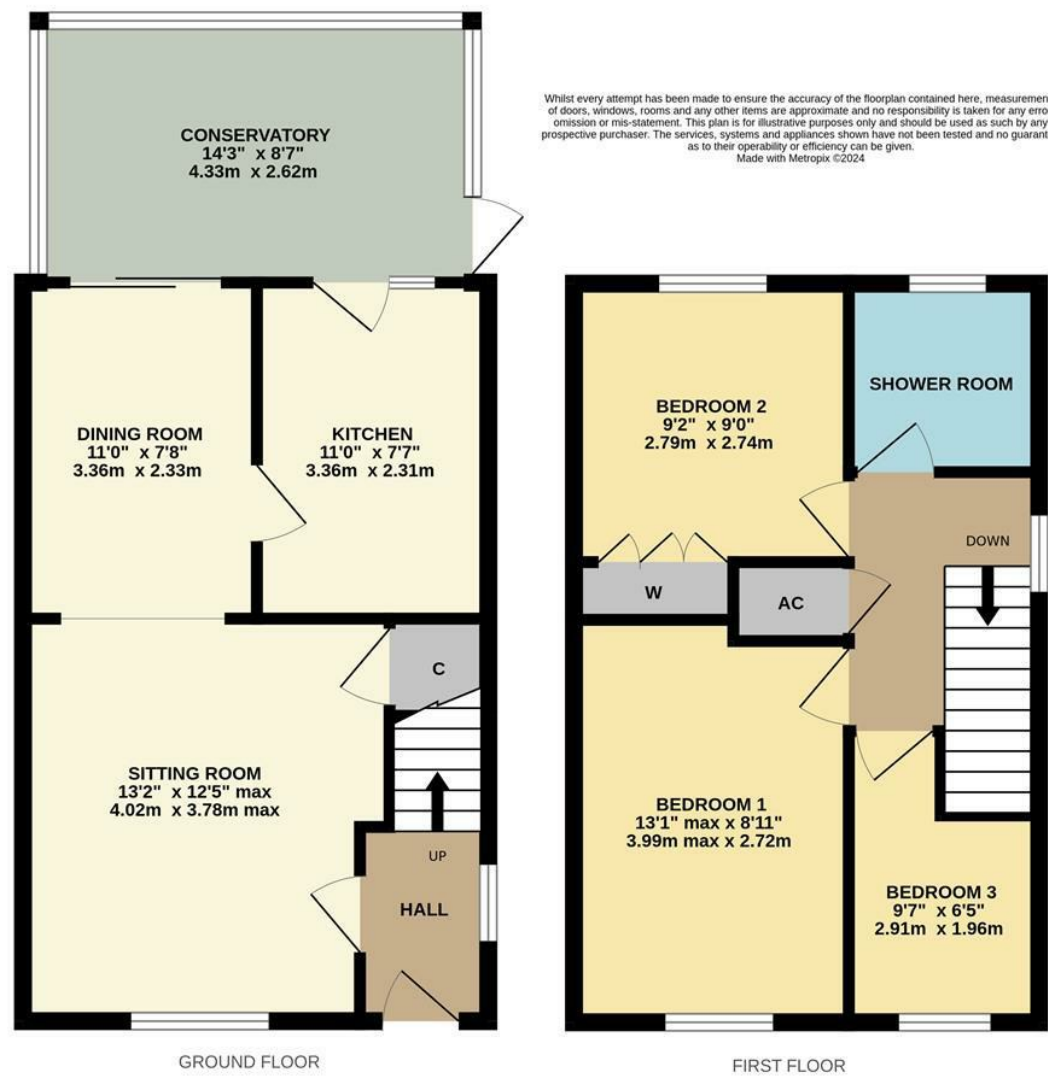 Whilst every attempt has been made to ensure the accuracy of the floorplan contained here, measuremen
of doors, windows, rooms and any other items are approximate and no responsibility is taken for any erro
omission or mis-statement. This plan is for illustrative purposes only and should be used as such by any
prospective purchaser. The services, systems and appliances shown have not been tested and no guarant
as to their operability or efficiency can be given.
Made with Metropix ©2024
CONSERVATORY
14'3" x 8'7"
4.33m x 2.62m
DINING ROOM
11'0" x 7'8"
3.36m x 2.33m
KITCHEN
11'0" x 7'7"
3.36m x 2.31m
C
SITTING ROOM
13'2" x 12'5" max
4.02m x 3.78m max
UP
HALL
GROUND FLOOR
SHOWER ROOM
BEDROOM 2
9'2" x 9'0"
2.79m x 2.74m
DOWN
W
AC
BEDROOM 1
13'1" max x 8'11"
3.99m max x 2.72m
BEDROOM 3
9'7" x 6'5"
2.91m x 1.96m
FIRST FLOOR